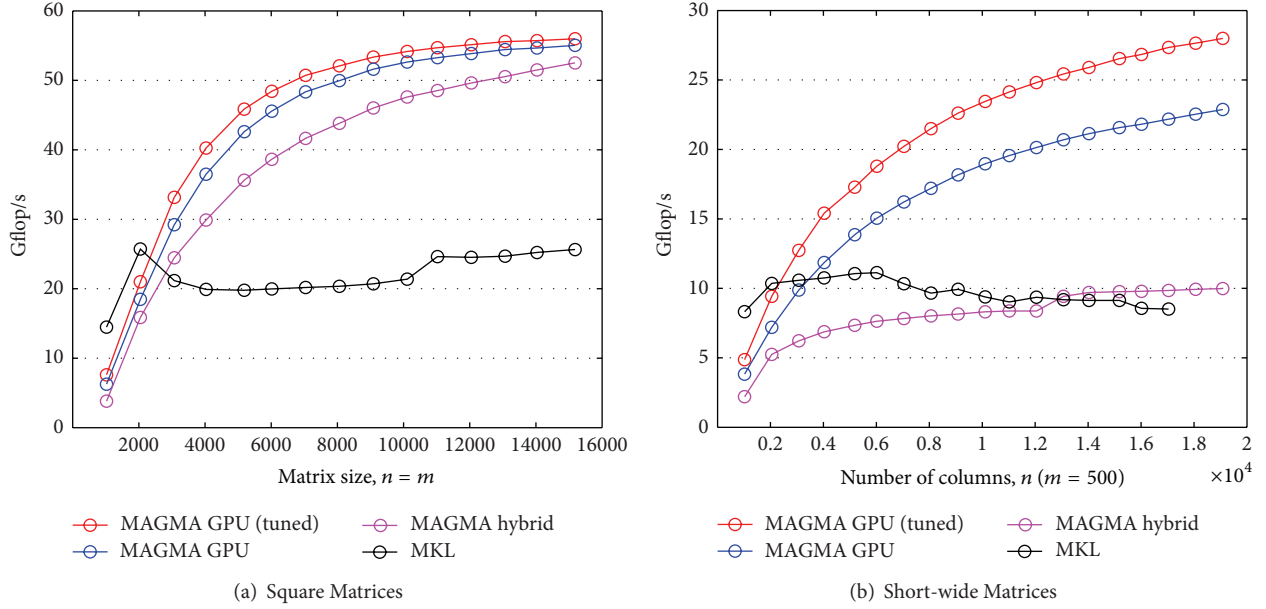 60
50
40
30
20
10
0
Gflop/s
2000 4000 6000 8000 10000 12000 14000 16000
Matrix size, n = m
MAGMA GPU (tuned)
MAGMA GPU
MAGMA hybrid
MKL
(a) Square Matrices
30
25
20
15
10
5
0
Gflop/s
0.2 0.4 0.6 0.8 1 1.2 1.4 1.6 1.8 2
×10⁴
Number of columns, n (m = 500)
MAGMA GPU (tuned)
MAGMA GPU
MAGMA hybrid
MKL
(b) Short-wide Matrices